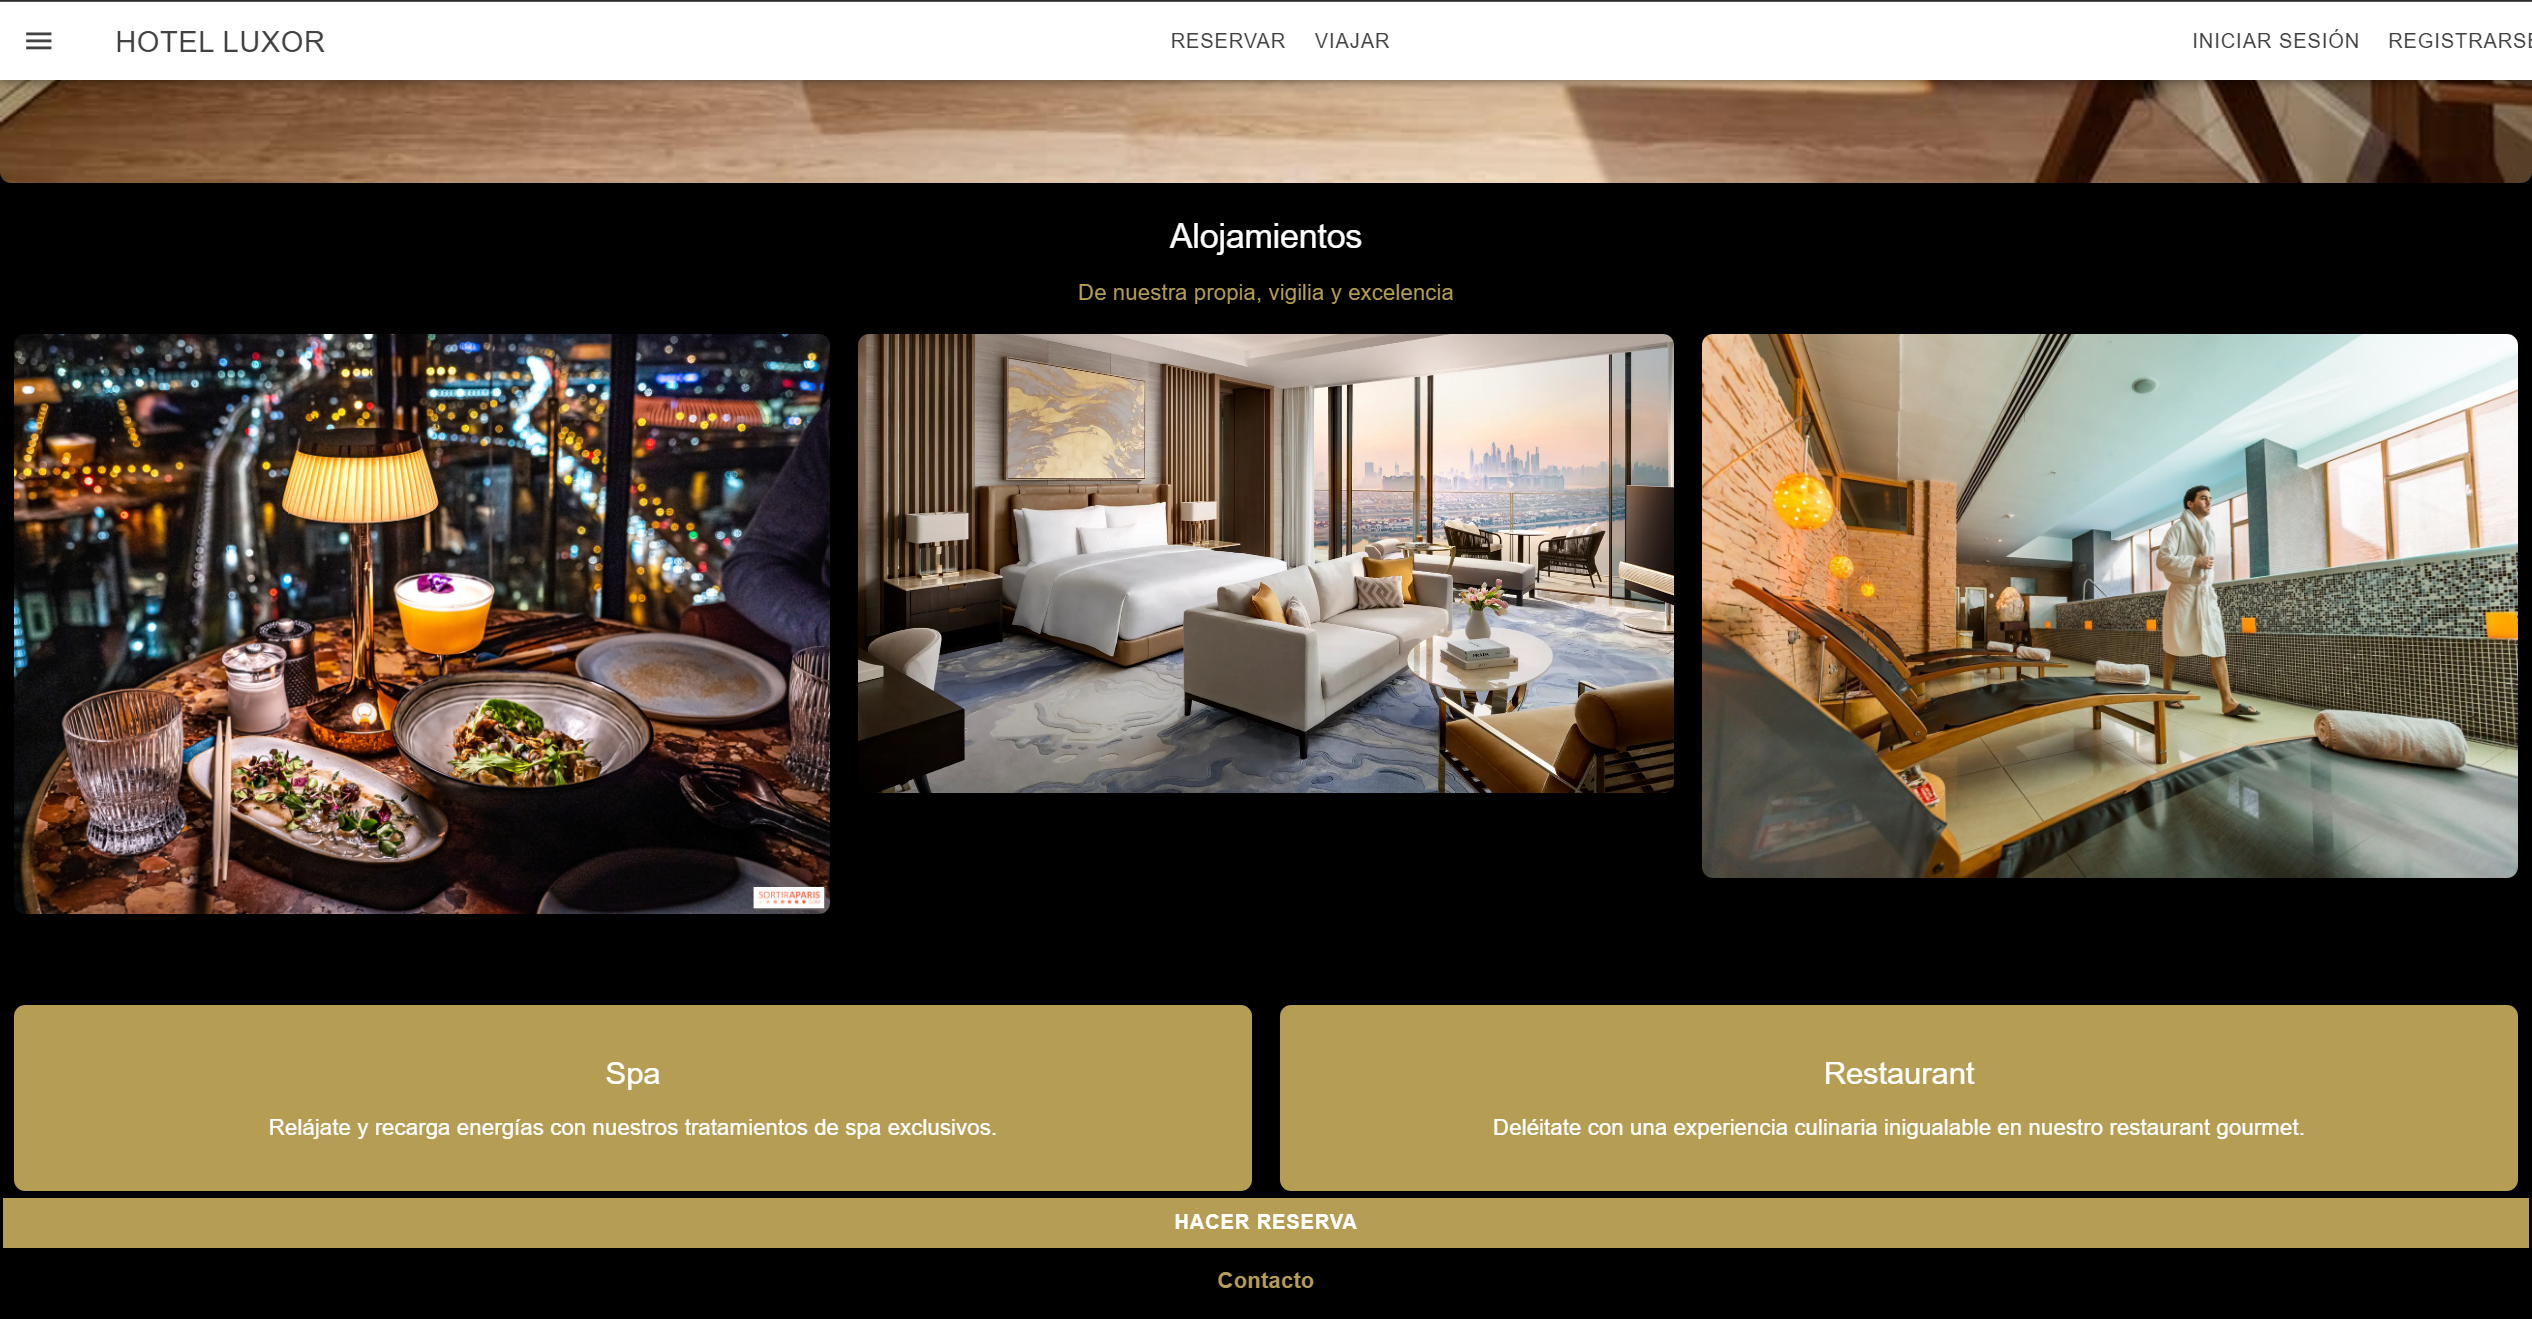 HOTEL LUXOR
RESERVAR
VIAJAR
INICIAR SESIÓN
REGISTRARSE
Alojamientos
De nuestra propia, vigilia y excelencia
PRADA
SORTIRAPARIS
Spa
Relájate y recarga energías con nuestros tratamientos de spa exclusivos.
Restaurant
Deléitate con una experiencia culinaria inigualable en nuestro restaurant gourmet.
HACER RESERVA
Contacto